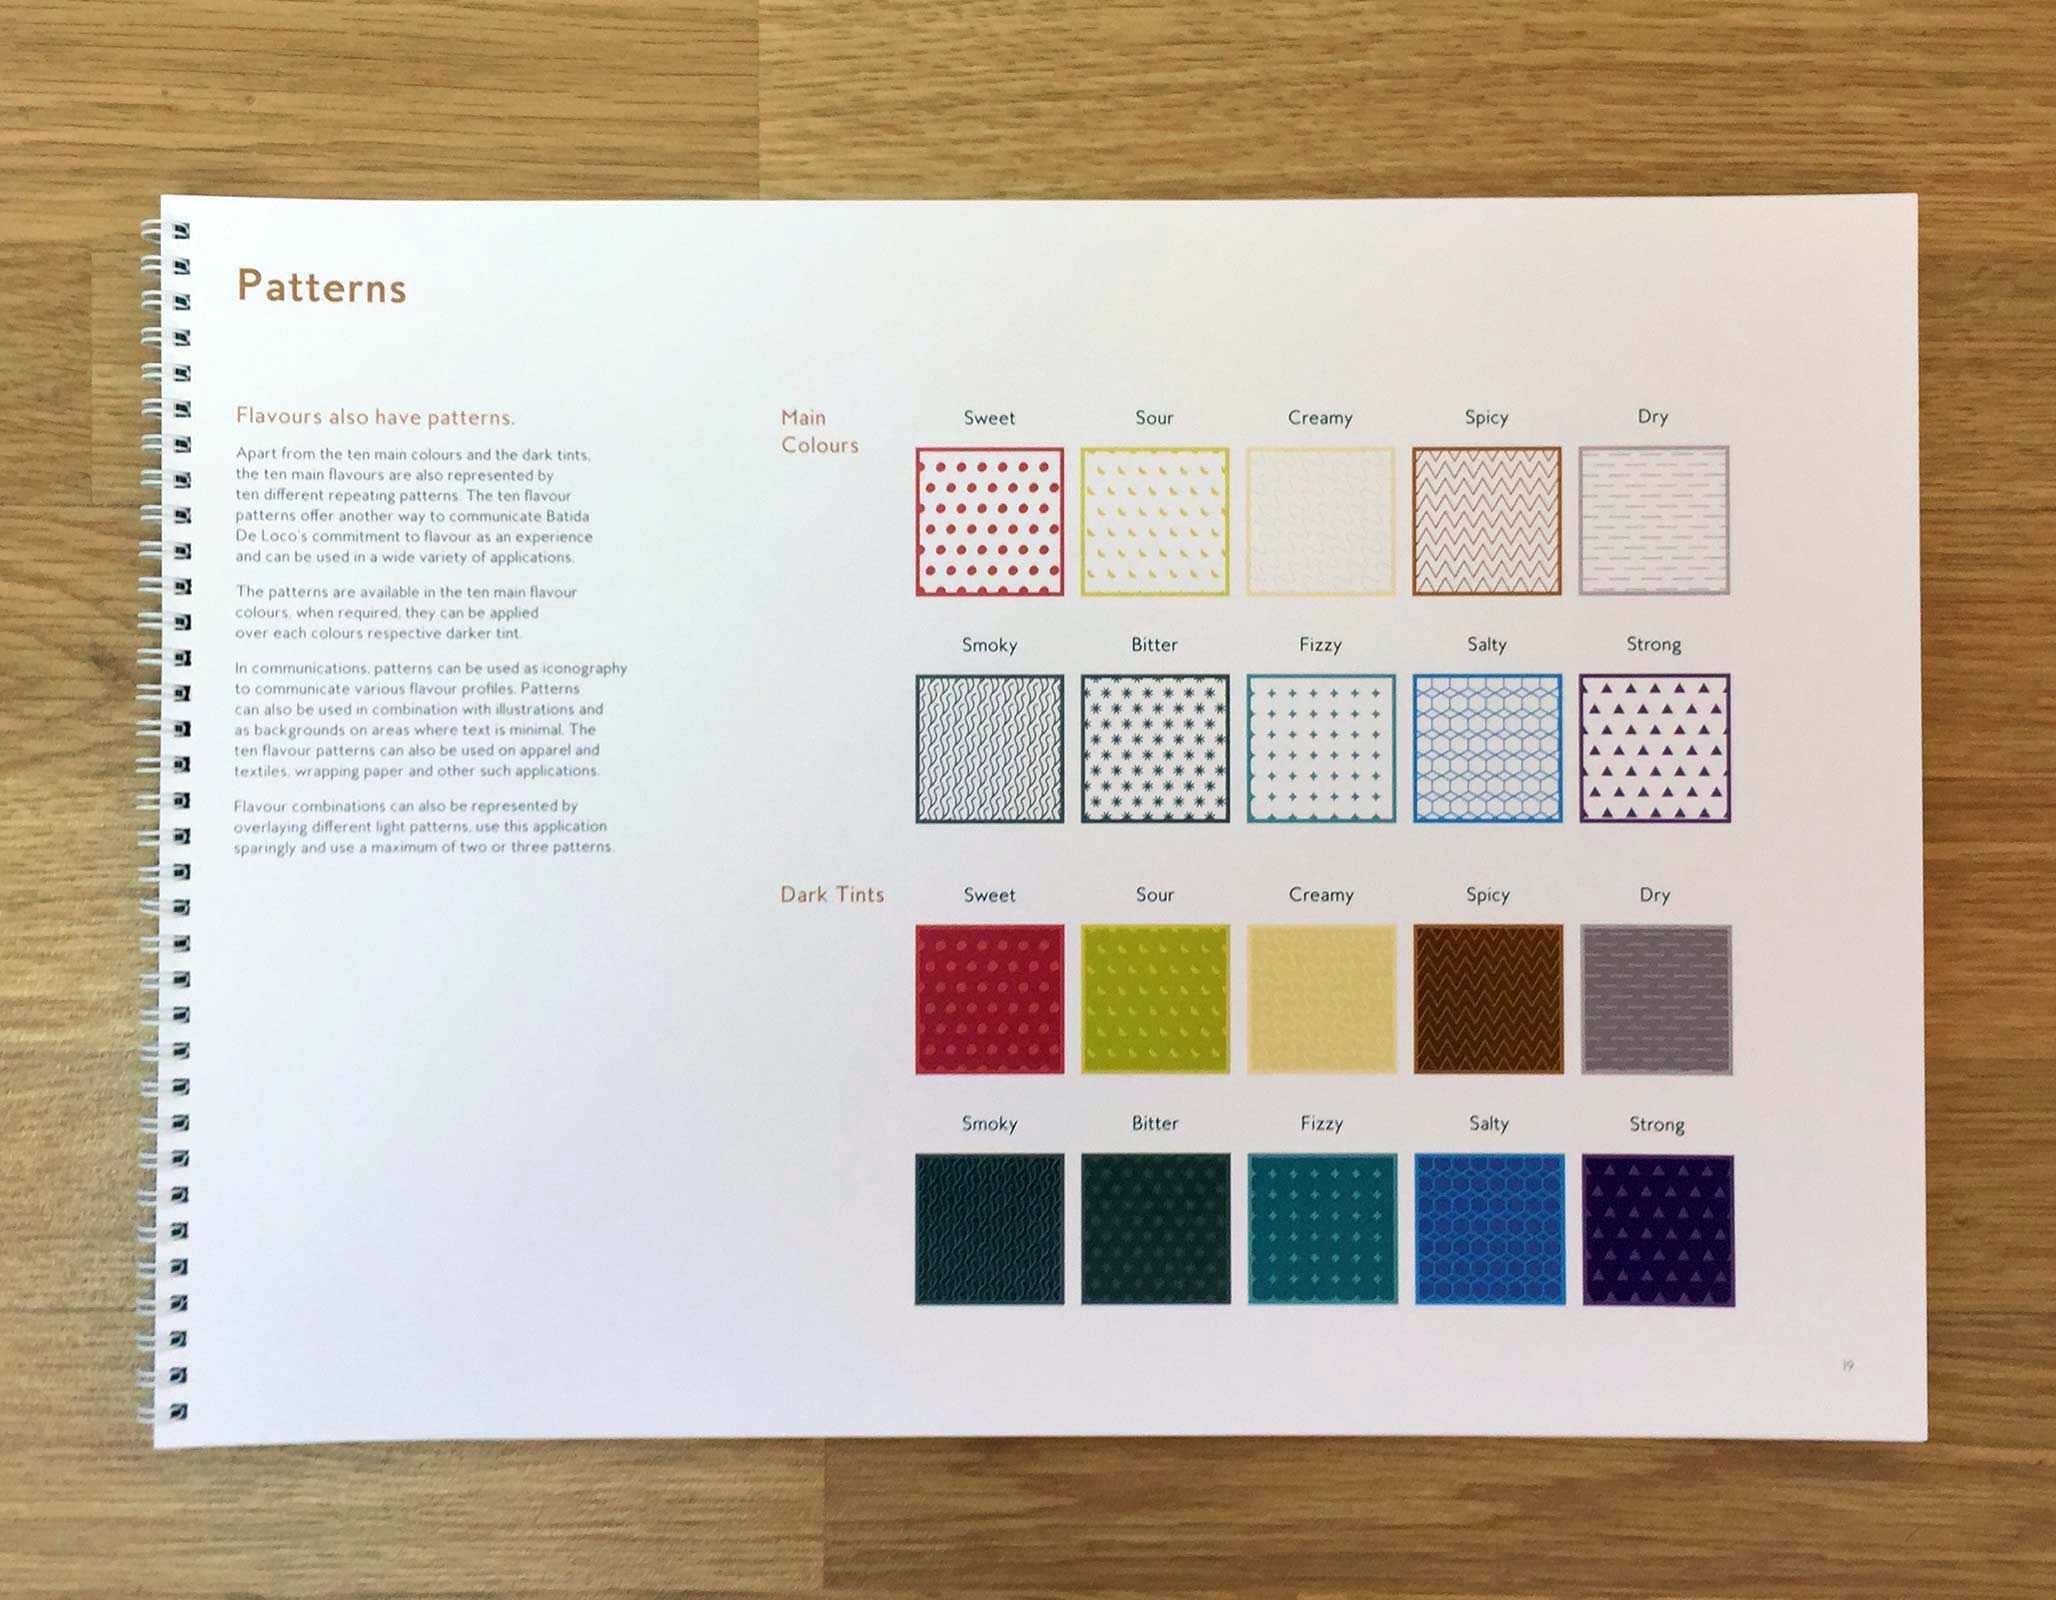 Patterns
Flavours also have patterns.
Apart from the ten main colours and the dark tints,
the ten main flavours are also represented by
ten different repeating patterns. The ten flavour
patterns offer another way to communicate Batida
De Loco's commitment to flavour as an experience
and can be used in a wide variety of applications.
The patterns are available in the ten main flavour
colours, when required, they can be applied
over each colours respective darker tint.
In communications, patterns can be used as iconography
to communicate various flavour profiles. Patterns
can also be used in combination with illustrations and
as backgrounds on areas where text is minimal. The
ten flavour patterns can also be used on apparel and
textiles, wrapping paper and other such applications.
Flavour combinations can also be represented by
overlaying different light patterns, use this application
sparingly and use a maximum of two or three patterns.
Main
Colours
Sweet Sour Creamy Spicy Dry
Smoky Bitter Fizzy Salty Strong
Dark Tints
Sweet Sour Creamy Spicy Dry
Smoky Bitter Fizzy Salty Strong
19